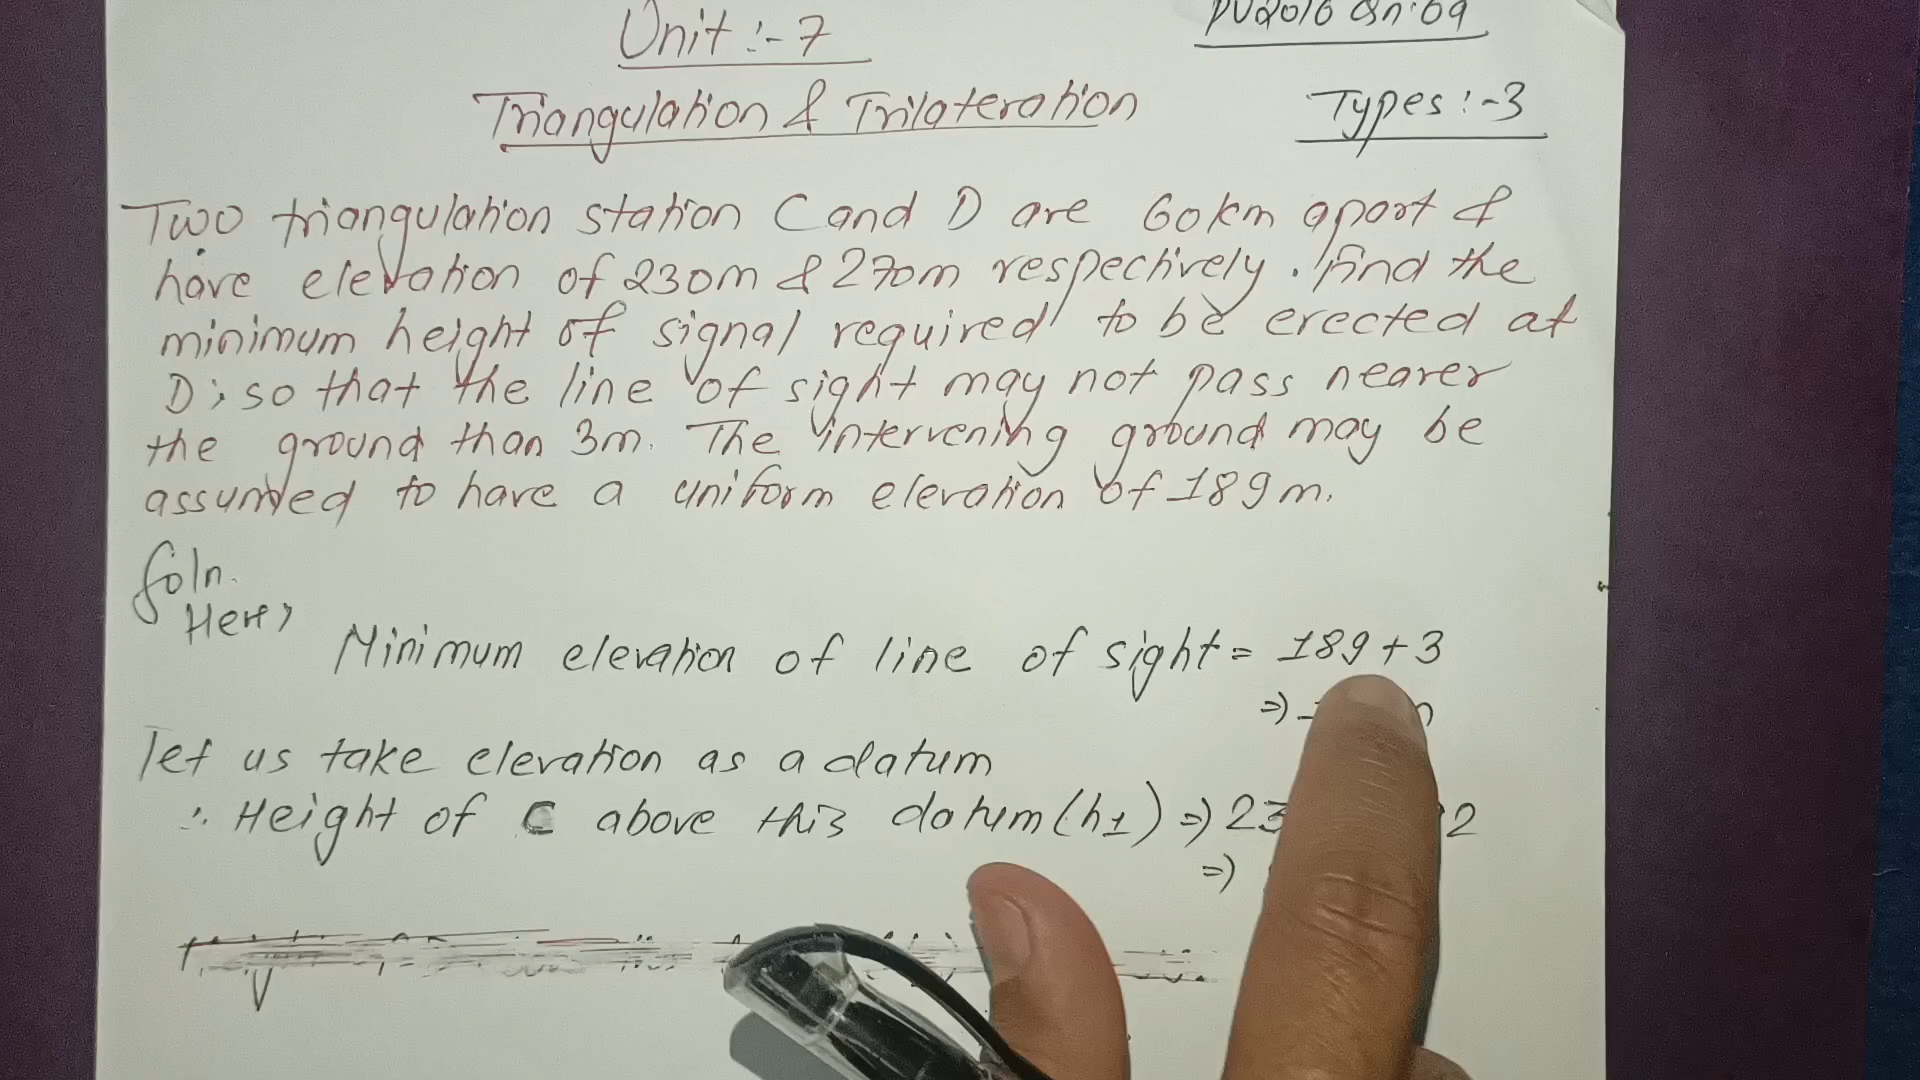 Unit :- 7
PU 2016 Qn: 09
Triangulation & Trilateration
Types :- 3
Two triangulation station C and D are 60km apart &
have elevation of 230m & 270m respectively. Find the
minimum height of signal required to be erected at
D; so that the line of sight may not pass nearer
the ground than 3m. The intervening ground may be
assumed to have a uniform elevation of 189m.
Soln.
Here,
Minimum elevation of line of sight = 189 + 3
=)
let us take elevation as a datum
∴ Height of C above this datum (h1) =) 23 2
=)